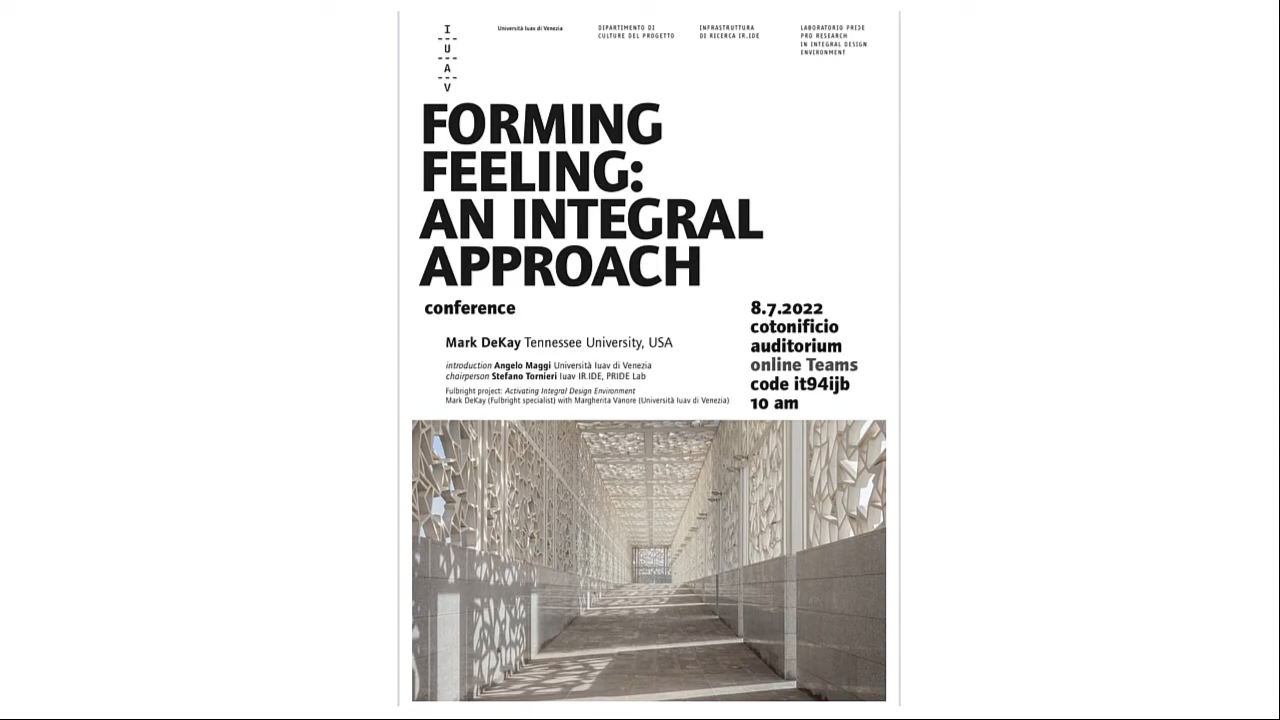 I
U
A
V
Università Iuav di Venezia
DIPARTIMENTO DI
CULTURE DEL PROGETTO
INFRASTRUTTURA
DI RICERCA IR.IDE
LABORATORIO PRIDE
PRO RESEARCH
IN INTEGRAL DESIGN
ENVIRONMENT
FORMING
FEELING:
AN INTEGRAL
APPROACH
conference
Mark DeKay Tennessee University, USA
introduction Angelo Maggi Università Iuav di Venezia
chairperson Stefano Tornieri Iuav IR.IDE, PRIDE Lab
Fulbright project: Activating Integral Design Environment
Mark DeKay (Fulbright specialist) with Margherita Vanore (Università Iuav di Venezia)
8.7.2022
cotonificio
auditorium
online Teams
code it94ijb
10 am